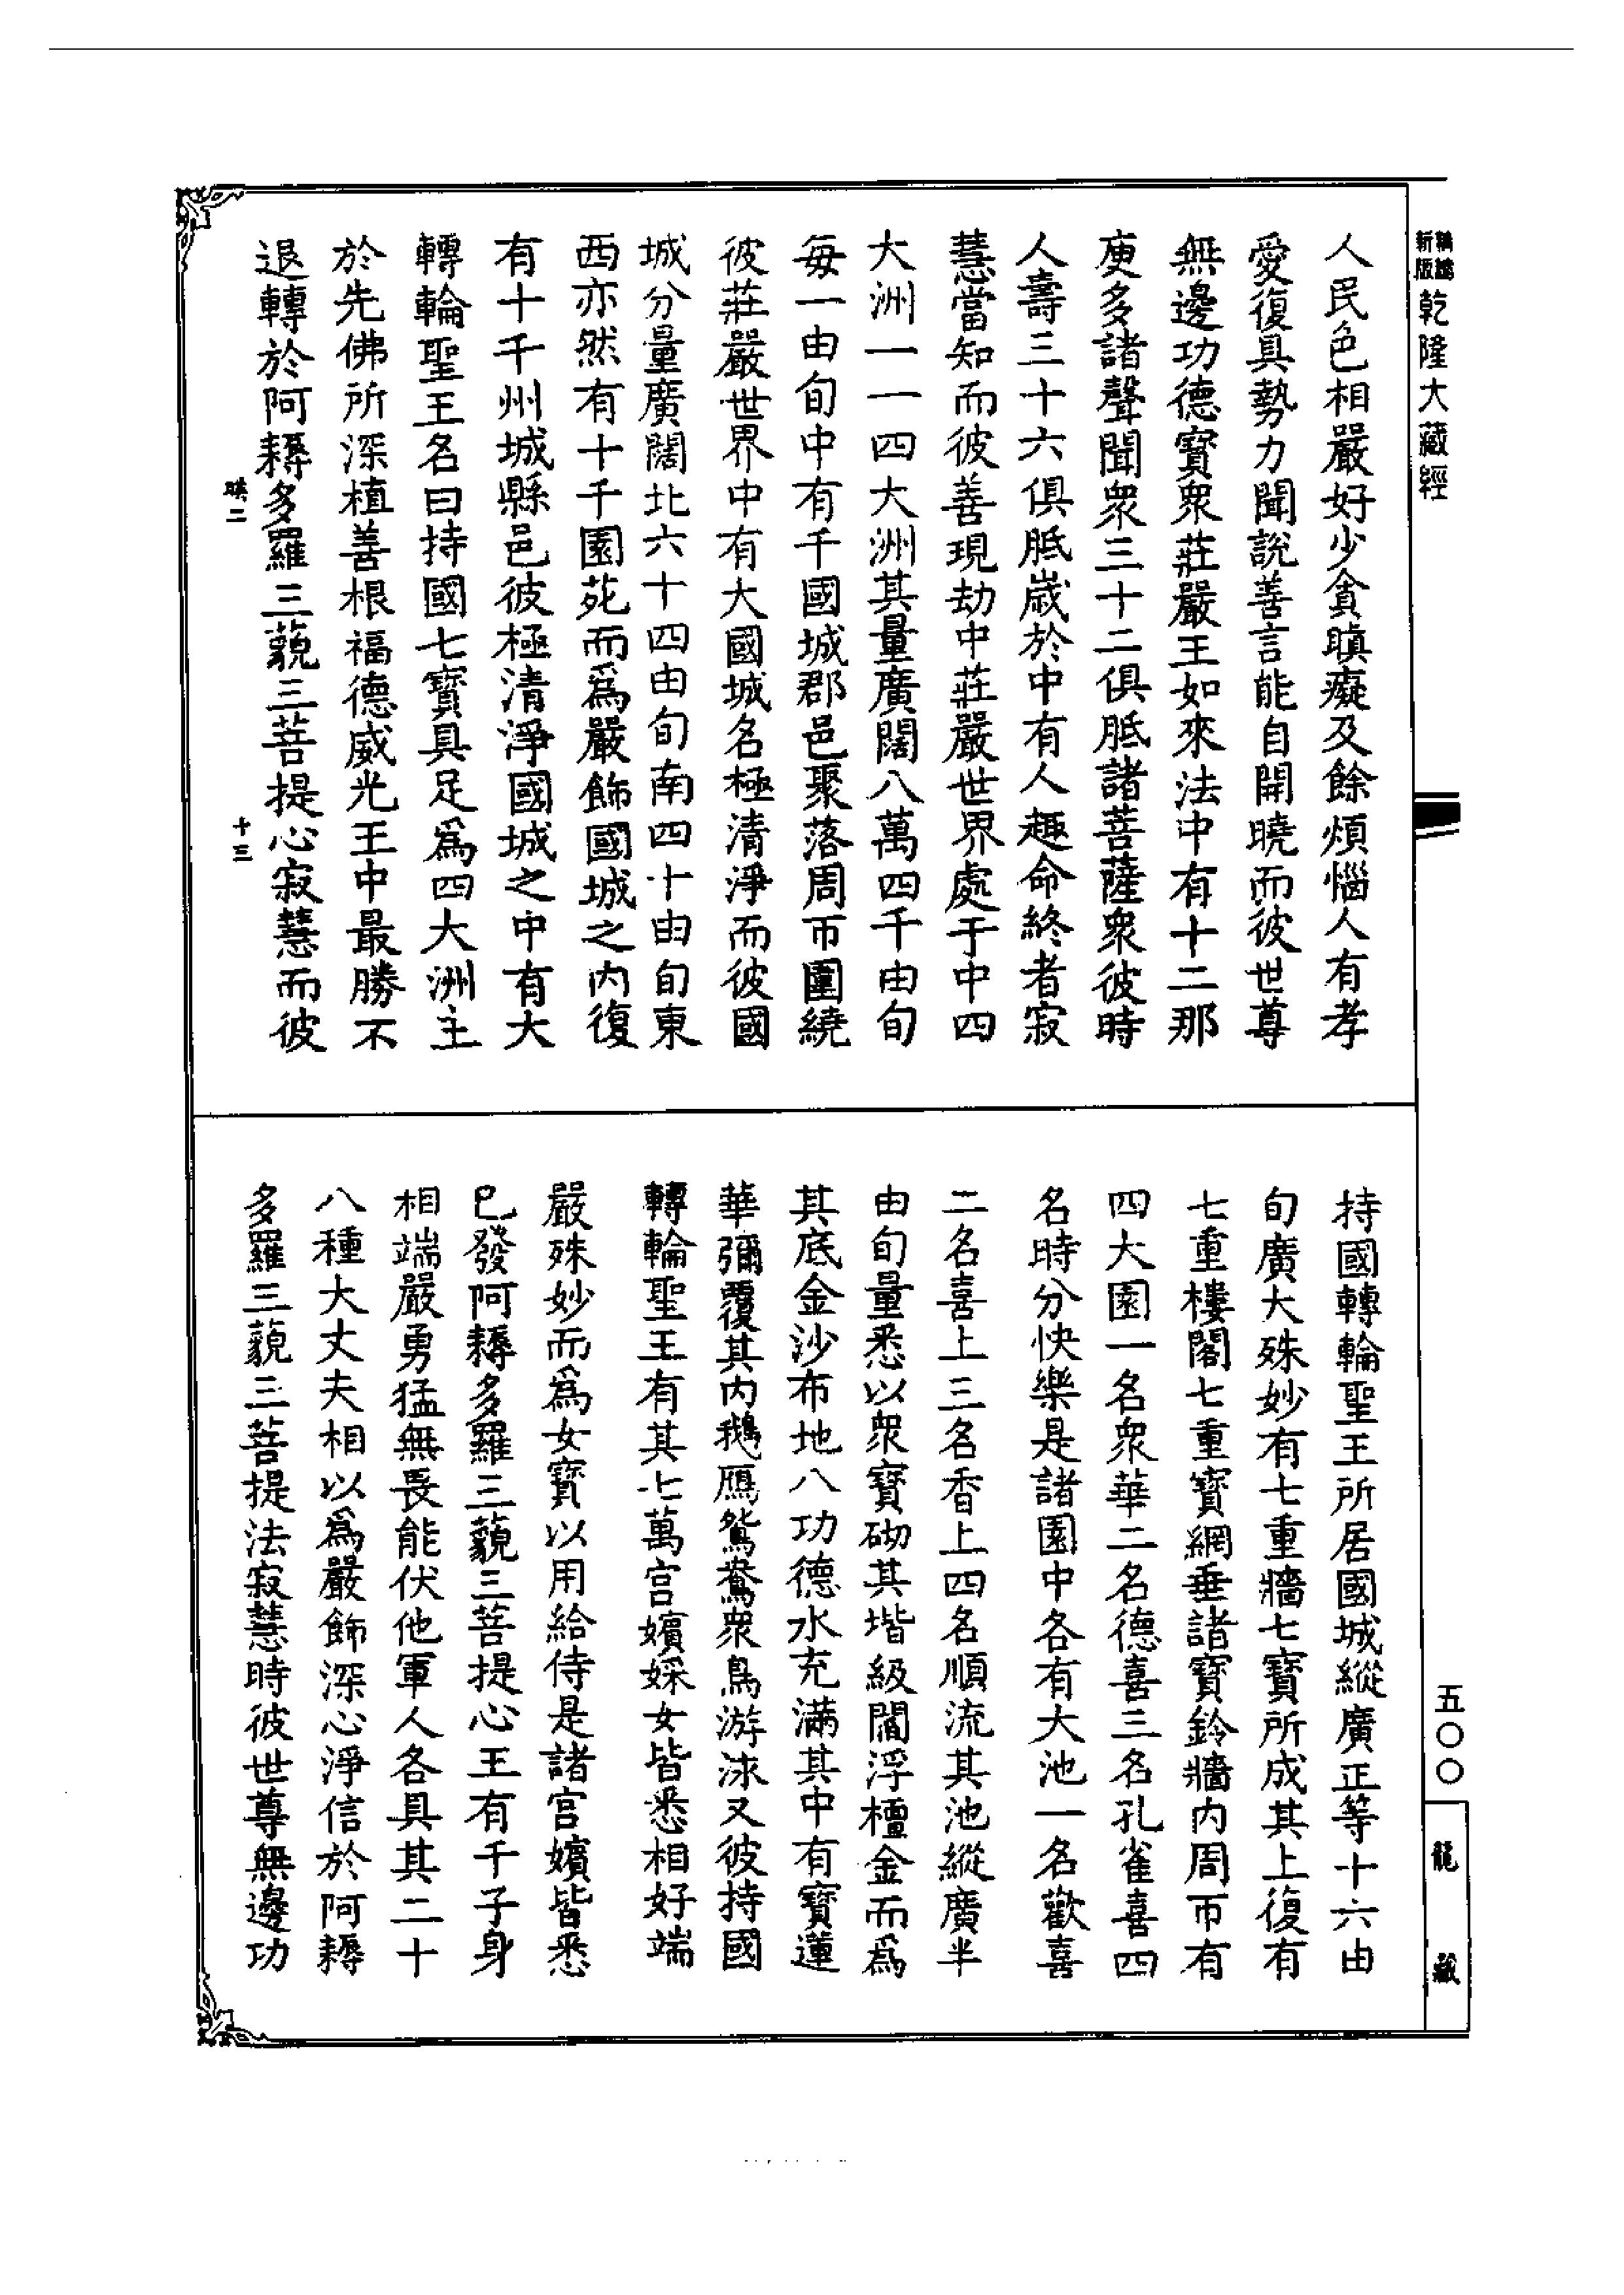 新版
乾隆大藏經
人民色相嚴好少貪瞋癡及餘煩惱人有孝
愛復具勢力聞說善言能自開曉而彼世尊
無邊功德寶衆莊嚴王如來法中有十二那
庾多諸聲聞衆三十二俱胝諸菩薩衆彼時
人壽三十六俱胝歲於中有人趣命終者寂
慧當知而彼善現劫中莊嚴世界處于中四
大洲一一四大洲其量廣闊八萬四千由旬
每一由旬中有千國城郡邑聚落周帀圍繞
彼莊嚴世界中有大國城名極清淨而彼國
城分量廣闊北六十四由旬南四十由旬東
西亦然有十千園苑而爲嚴飾國城之內復
有十千州城縣邑彼極清淨國城之中有大
轉輪聖王名曰持國七寶具足爲四大洲主
於先佛所深植善根福德威光王中最勝不
退轉於阿耨多羅三藐三菩提心寂慧而彼
二
十三
持國轉輪聖王所居國城縱廣正等十六由
旬廣大殊妙有七重牆七寶所成其上復有
七重樓閣七重寶網垂諸寶鈴牆內周帀有
四大園一名衆華二名德喜三名孔雀喜四
名時分快樂是諸園中各有大池一名歡喜
二名喜上三名香上四名順流其池縱廣半
由旬量悉以衆寶砌其堦級閻浮檀金而爲
其底金沙布地八功德水充滿其中有寶蓮
華彌覆其內鵝鴈鴛鴦衆鳥游泳又彼持國
轉輪聖王有其七萬宮嬪婇女皆悉相好端
嚴殊妙而爲女寶以用給侍是諸宮嬪皆悉
已發阿耨多羅三藐三菩提心王有千子身
相端嚴勇猛無畏能伏他軍人各具其二十
八種大丈夫相以爲嚴飾深心淨信於阿耨
多羅三藐三菩提法寂慧時彼世尊無邊功
五〇〇
龍藏